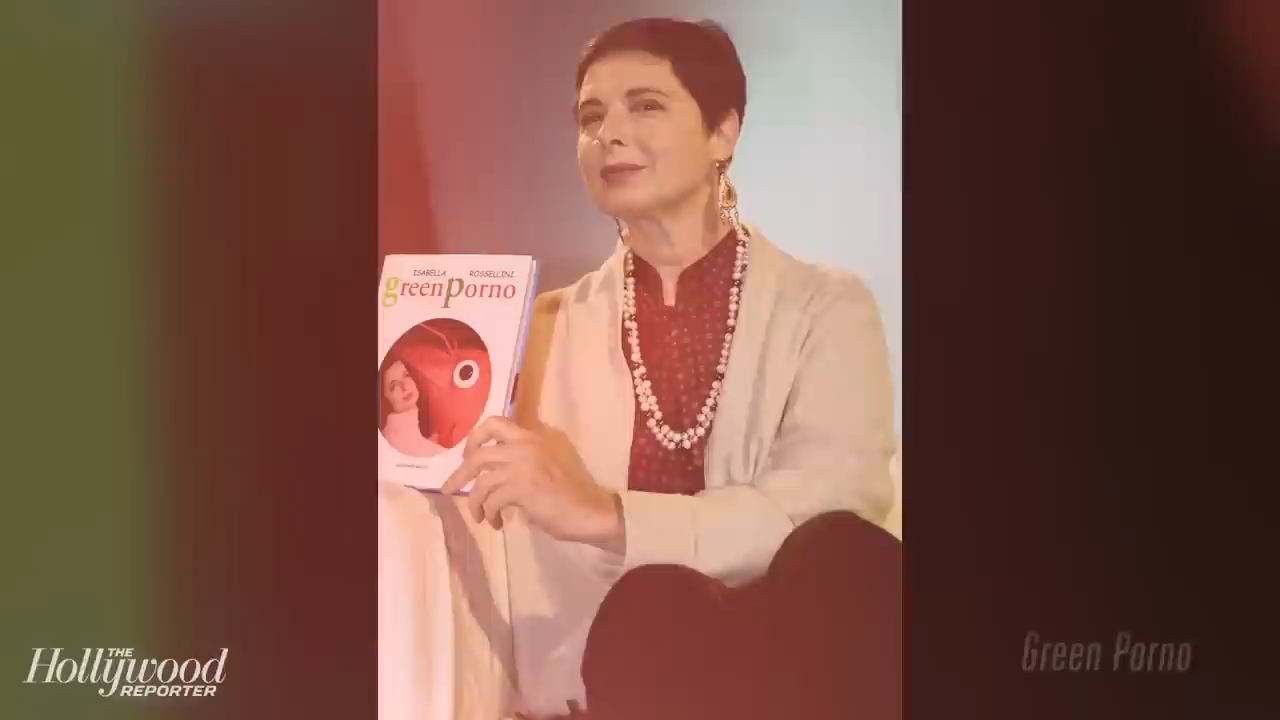 ISABELLA ROSSELLINI
green porno
THE
Hollywood
REPORTER
Green Porno